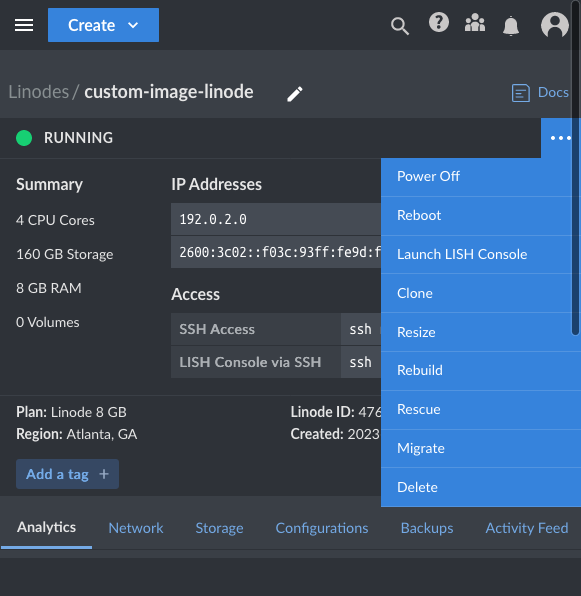 Create
Linodes / custom-image-linode
Docs
RUNNING
...
Summary
4 CPU Cores
160 GB Storage
8 GB RAM
0 Volumes
IP Addresses
192.0.2.0
2600:3c02::f03c:93ff:fe9d:f
Access
SSH Access ssh
LISH Console via SSH ssh
Power Off
Reboot
Launch LISH Console
Clone
Resize
Rebuild
Rescue
Migrate
Delete
Plan: Linode 8 GB
Region: Atlanta, GA
Linode ID: 476
Created: 2023
Add a tag +
Analytics Network Storage Configurations Backups Activity Feed